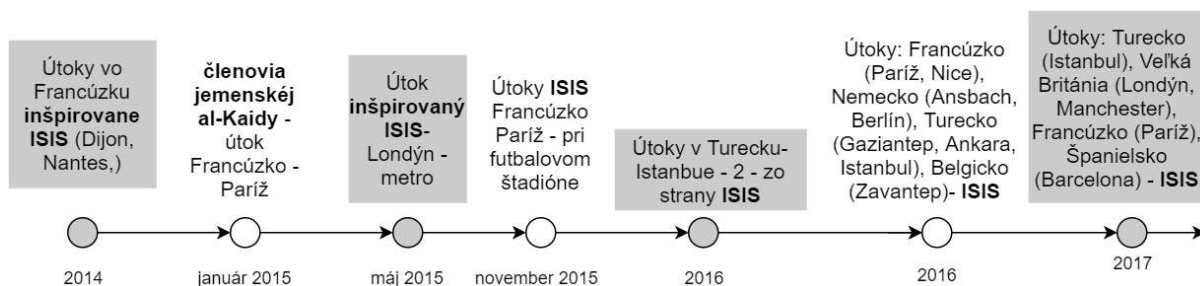 Útoky vo
Francúzku
inšpirovane
ISIS (Dijon,
Nantes,)
členovia
jemenskéj
al-Kaidy -
útok
Francúzko -
Paríž
Útok
inšpirovaný
ISIS-
Londýn -
metro
Útoky ISIS
Francúzko
Paríž - pri
futbalovom
štadióne
Útoky v Turecku-
Istanbue - 2 - zo
strany ISIS
Útoky: Francúzko
(Paríž, Nice),
Nemecko (Ansbach,
Berlín), Turecko
(Gaziantep, Ankara,
Istanbul), Belgicko
(Zavantep)- ISIS
Útoky: Turecko
(Istanbul), Veľká
Británia (Londýn,
Manchester),
Francúzko (Paríž),
Španielsko
(Barcelona) - ISIS
2014
január 2015
máj 2015
november 2015
2016
2016
2017